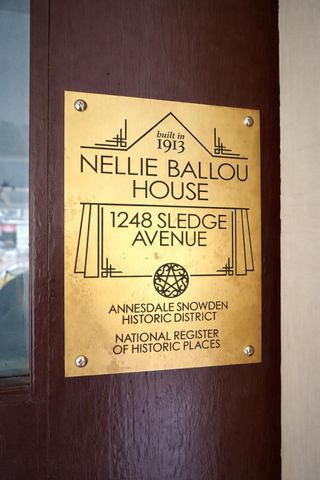 built in
1913
NELLIE BALLOU
HOUSE
1248 SLEDGE
AVENUE
ANNESDALE SNOWDEN
HISTORIC DISTRICT
NATIONAL REGISTER
OF HISTORIC PLACES